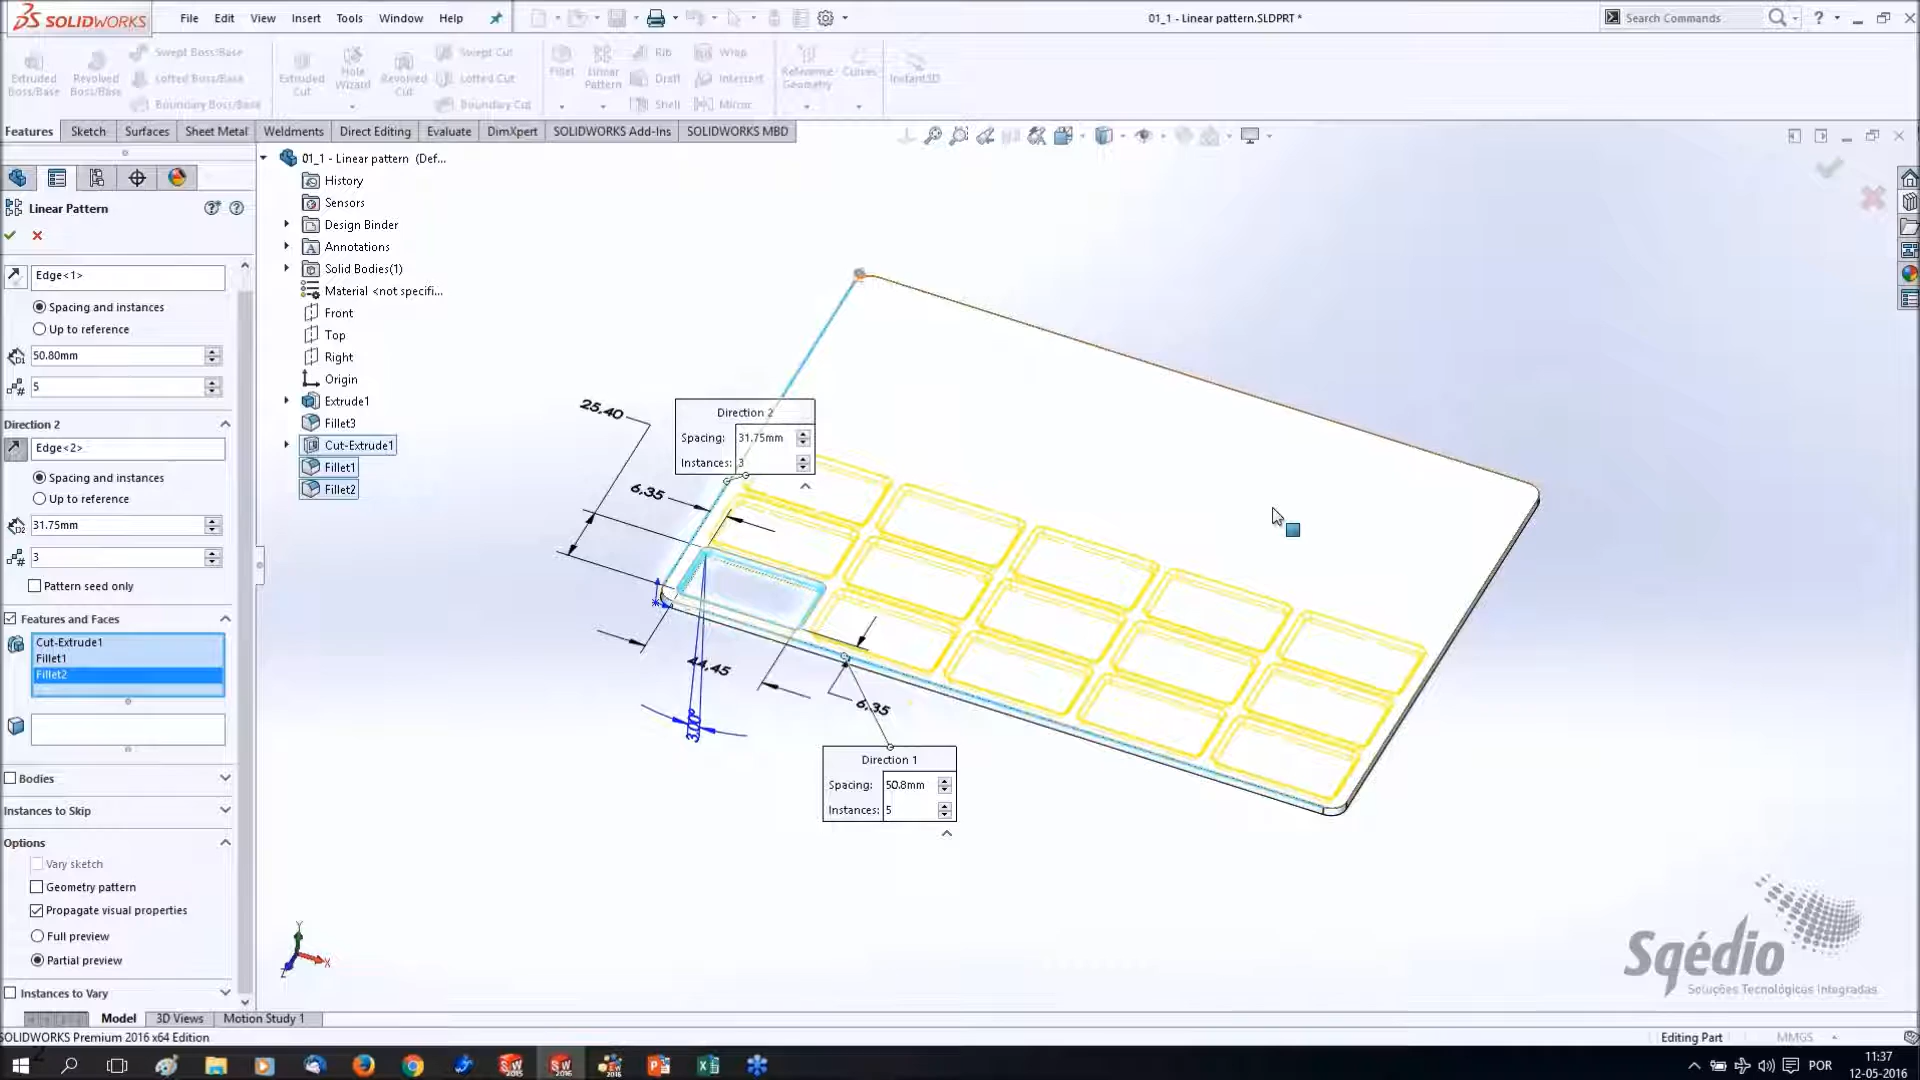 SOLIDWORKS
File Edit View Insert Tools Window Help
01_1 - Linear pattern.SLDPRT *
Search Commands
Extruded Boss/Base
Revolved Boss/Base
Swept Boss/Base
Lofted Boss/Base
Boundary Boss/Base
Extruded Cut
Hole Wizard
Revolved Cut
Swept Cut
Lofted Cut
Boundary Cut
Fillet
Linear Pattern
Rib
Draft
Shell
Wrap
Intersect
Mirror
Reference Geometry
Curves
Instant3D
Features Sketch Surfaces Sheet Metal Weldments Direct Editing Evaluate DimXpert SOLIDWORKS Add-Ins SOLIDWORKS MBD
Linear Pattern
Edge<1>
Spacing and instances
Up to reference
50.80mm
5
Direction 2
Edge<2>
Spacing and instances
Up to reference
31.75mm
3
Pattern seed only
Features and Faces
Cut-Extrude1
Fillet1
Fillet2
Bodies
Instances to Skip
Options
Vary sketch
Geometry pattern
Propagate visual properties
Full preview
Partial preview
Instances to Vary
01_1 - Linear pattern (Def...
History
Sensors
Design Binder
Annotations
Solid Bodies(1)
Material <not specifi...
Front
Top
Right
Origin
Extrude1
Fillet3
Cut-Extrude1
Fillet1
Fillet2
25,40
6,35
Direction 2
Spacing: 31.75mm
Instances: 3
44,45
6,35
3,00°
Direction 1
Spacing: 50.8mm
Instances: 5
Y
X
Z
Sqédio
Soluções Tecnológicas Integradas
Model 3D Views Motion Study 1
SOLIDWORKS Premium 2016 x64 Edition
Editing Part
MMGS
2
POR
11:37
12-05-2016